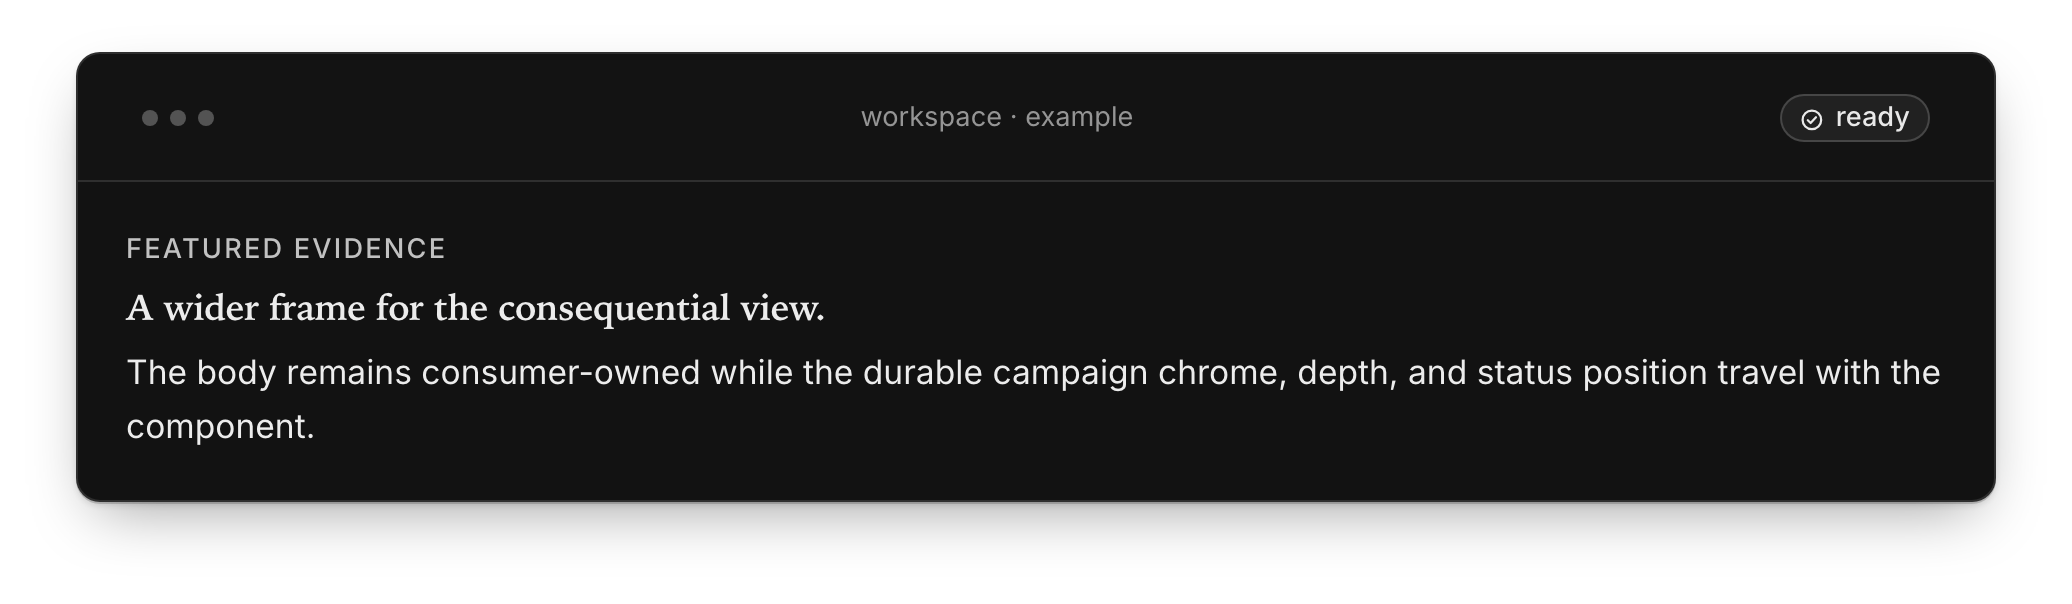 workspace · example
ready
FEATURED EVIDENCE
A wider frame for the consequential view.
The body remains consumer-owned while the durable campaign chrome, depth, and status position travel with the
component.